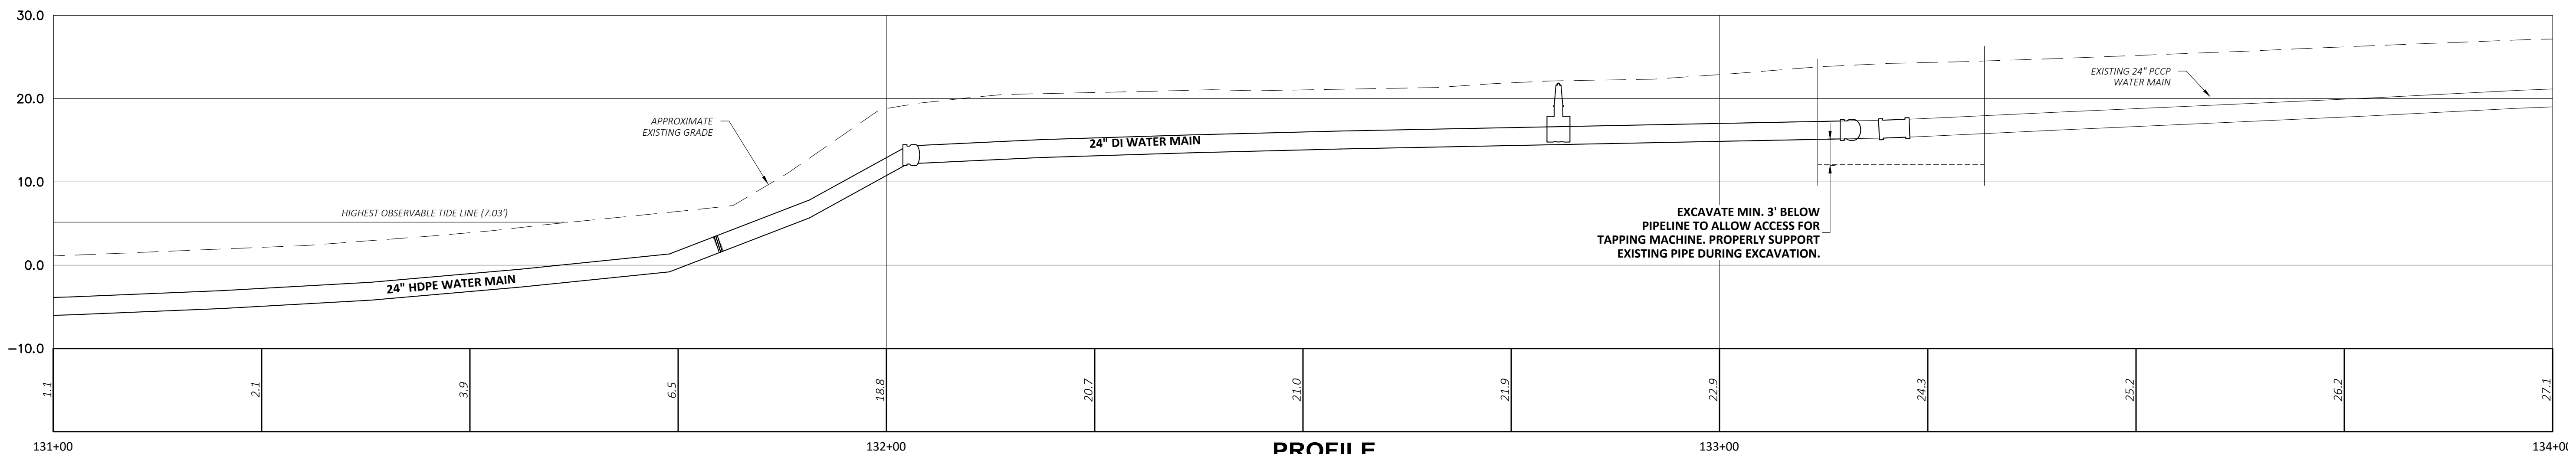 30.0
20.0
10.0
0.0
−10.0
APPROXIMATE
EXISTING GRADE
HIGHEST OBSERVABLE TIDE LINE (7.03')
24" HDPE WATER MAIN
24" DI WATER MAIN
EXISTING 24" PCCP
WATER MAIN
EXCAVATE MIN. 3' BELOW
PIPELINE TO ALLOW ACCESS FOR
TAPPING MACHINE. PROPERLY SUPPORT
EXISTING PIPE DURING EXCAVATION.
1.1
2.1
3.9
6.5
18.8
20.7
21.0
21.9
22.9
24.3
25.2
26.2
27.1
131+00
132+00
133+00
134+00
PROFILE